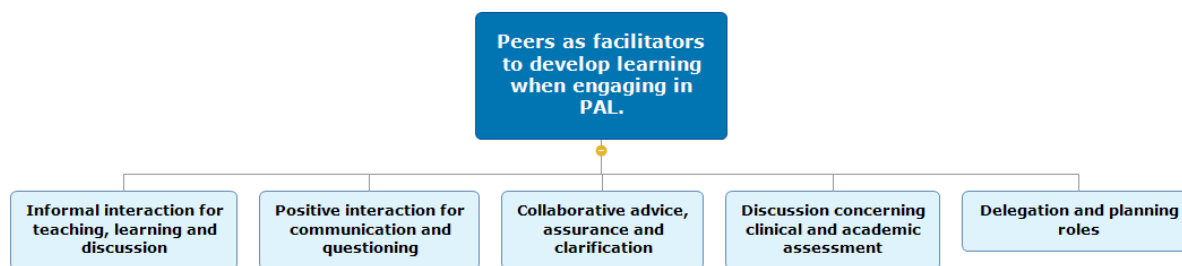 Peers as facilitators
to develop learning
when engaging in
PAL.
Informal interaction for
teaching, learning and
discussion
Positive interaction for
communication and
questioning
Collaborative advice,
assurance and
clarification
Discussion concerning
clinical and academic
assessment
Delegation and planning
roles